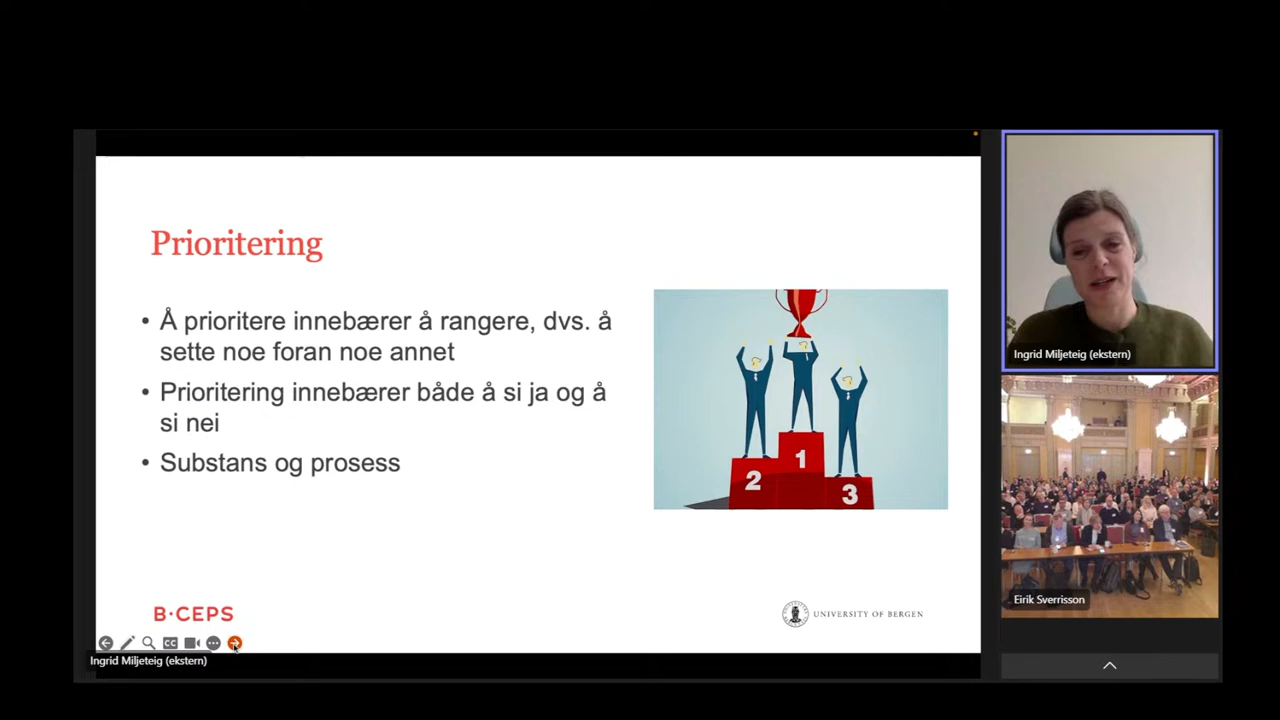 Prioritering
• Å prioritere innebærer å rangere, dvs. å
sette noe foran noe annet
• Prioritering innebærer både å si ja og å
si nei
• Substans og prosess
1
2
3
B·CEPS
UNIVERSITY OF BERGEN
CC
Ingrid Miljeteig (ekstern)
Ingrid Miljeteig (ekstern)
Eirik Sverrisson